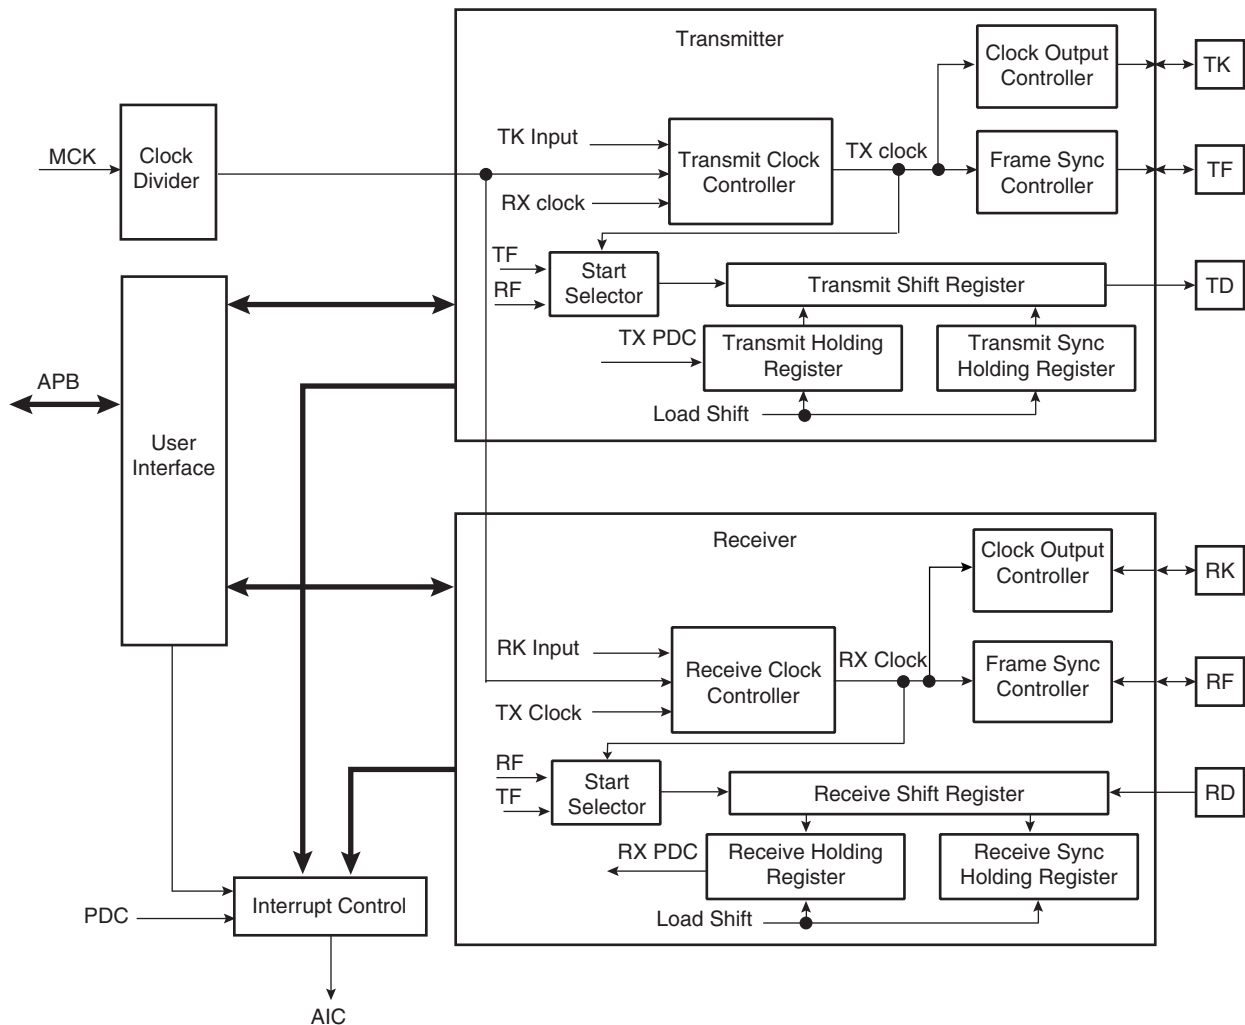 Transmitter
Clock Output
Controller
TK
MCK
Clock
Divider
TK Input
Transmit Clock
Controller
TX clock
RX clock
Frame Sync
Controller
TF
TF
RF
Start
Selector
Transmit Shift Register
TD
TX PDC
Transmit Holding
Register
Transmit Sync
Holding Register
Load Shift
APB
User
Interface
Receiver
Clock Output
Controller
RK
RK Input
Receive Clock
Controller
RX Clock
TX Clock
Frame Sync
Controller
RF
RF
TF
Start
Selector
Receive Shift Register
RD
RX PDC
Receive Holding
Register
Receive Sync
Holding Register
Load Shift
PDC
Interrupt Control
AIC